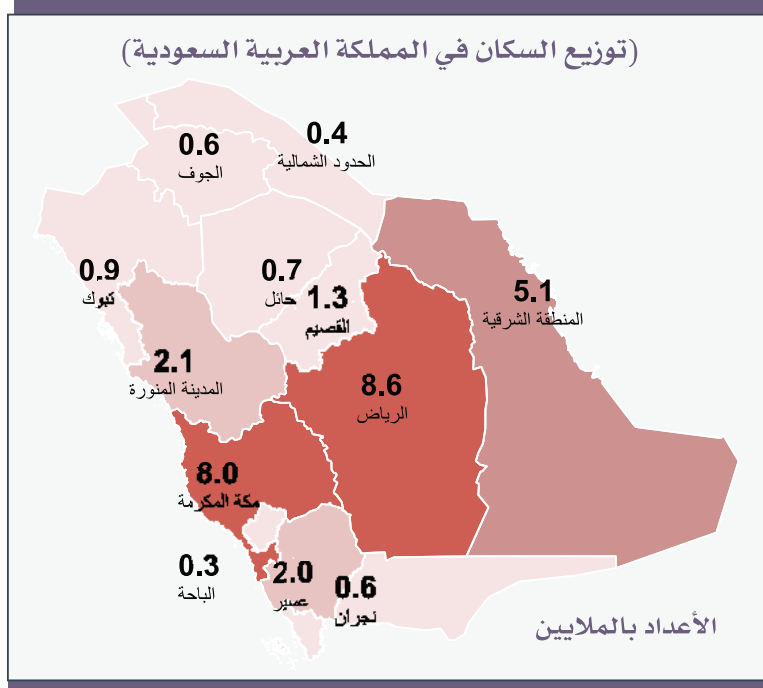 (توزيع السكان في المملكة العربية السعودية)
0.4
الحدود الشمالية
0.6
الجوف
0.9
تبوك
0.7
حائل
1.3
القصيم
5.1
المنطقة الشرقية
2.1
المدينة المنورة
8.6
الرياض
8.0
مكة المكرمة
0.3
الباحة
2.0
عسير
0.6
نجران
الأعداد بالملايين